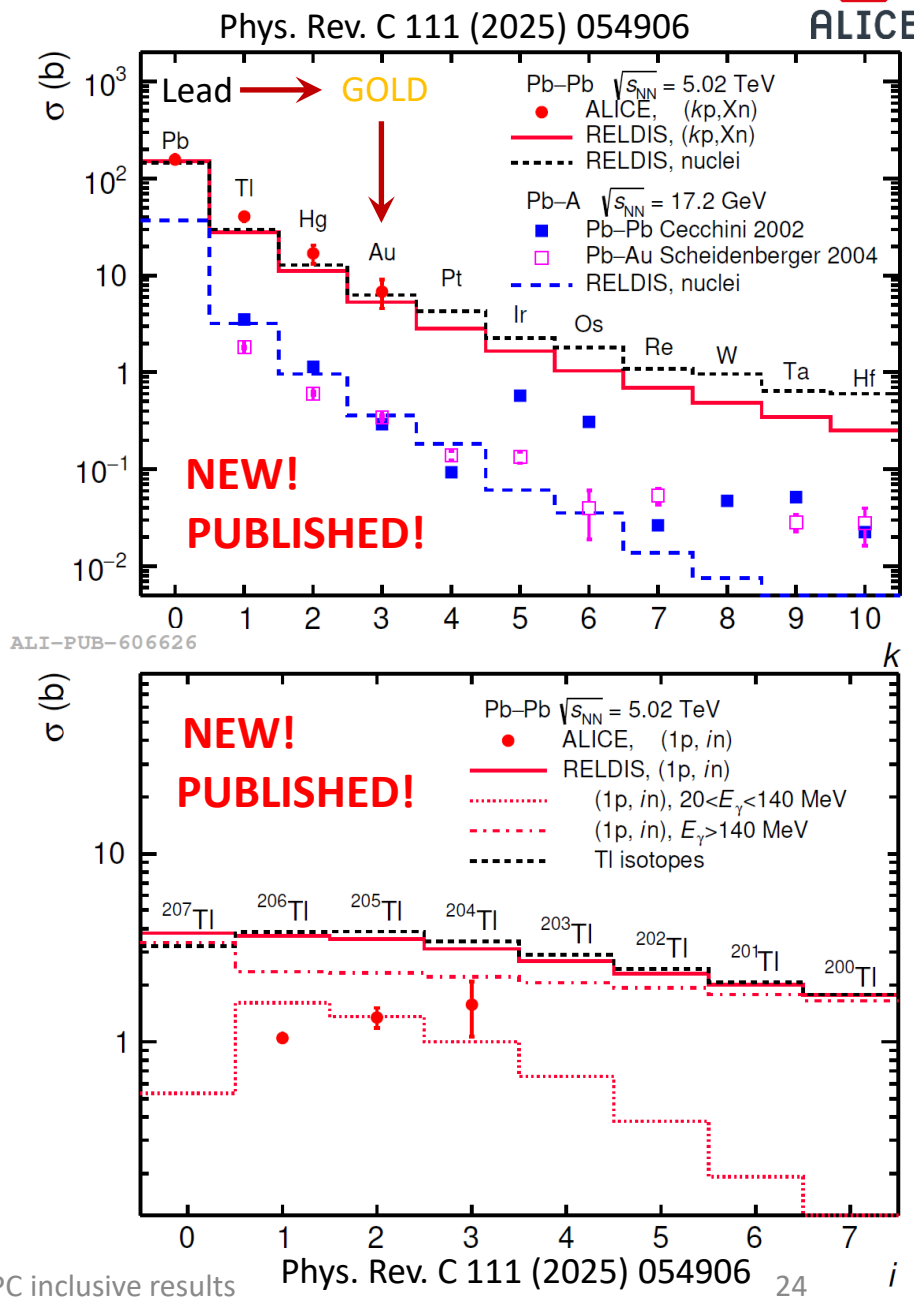 Phys. Rev. C 111 (2025) 054906
ALICE
σ (b)
10³
10²
10
1
10⁻¹
10⁻²
Lead GOLD
Pb–Pb √sNN = 5.02 TeV
ALICE, (kp,Xn)
RELDIS, (kp,Xn)
RELDIS, nuclei
Pb–A √sNN = 17.2 GeV
Pb–Pb Cecchini 2002
Pb–Au Scheidenberger 2004
RELDIS, nuclei
Pb
Tl
Hg
Au
Pt
Ir
Os
Re
W
Ta
Hf
NEW!
PUBLISHED!
0 1 2 3 4 5 6 7 8 9 10
k
ALI–PUB–606626
σ (b)
10
1
NEW!
PUBLISHED!
Pb–Pb √sNN = 5.02 TeV
ALICE, (1p, in)
RELDIS, (1p, in)
(1p, in), 20<Eγ<140 MeV
(1p, in), Eγ>140 MeV
Tl isotopes
²⁰⁷Tl
²⁰⁶Tl
²⁰⁵Tl
²⁰⁴Tl
²⁰³Tl
²⁰²Tl
²⁰¹Tl
²⁰⁰Tl
0 1 2 3 4 5 6 7
i
PC inclusive results
Phys. Rev. C 111 (2025) 054906
24